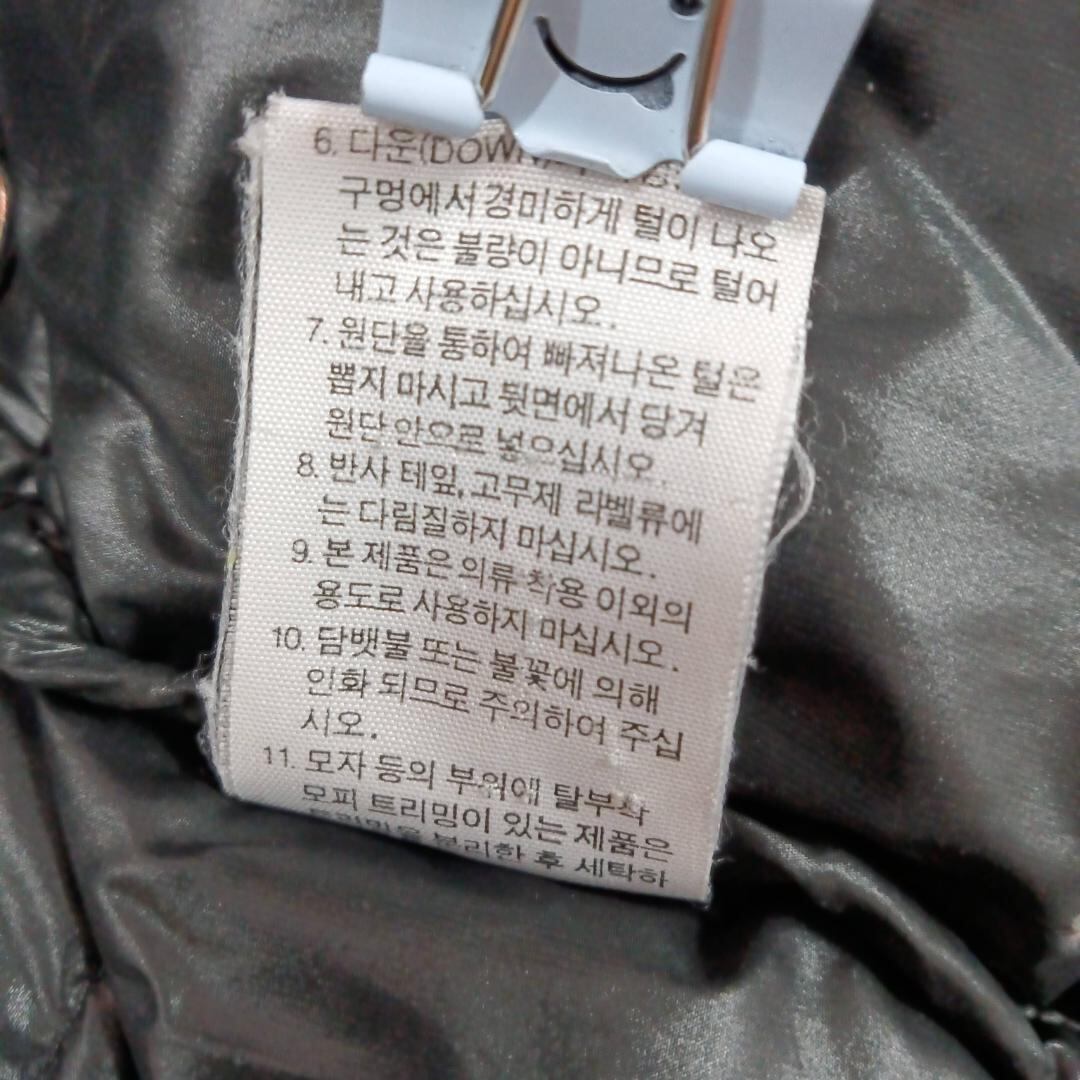 6. 다운(DOWN)
구멍에서 경미하게 털이 나오
는 것은 불량이 아니므로 털어
내고 사용하십시오.
7. 원단을 통하여 빠져나온 털은
뽑지 마시고 뒷면에서 당겨
원단 안으로 넣으십시오.
8. 반사 테잎, 고무제 라벨류에
는 다림질하지 마십시오.
9. 본 제품은 의류 착용 이외의
용도로 사용하지 마십시오.
10. 담뱃불 또는 불꽃에 의해
인화 되므로 주의하여 주십
시오.
11. 모자 등의 부위에 탈부착
모피 트리밍이 있는 제품은
트리밍을 분리한 후 세탁하